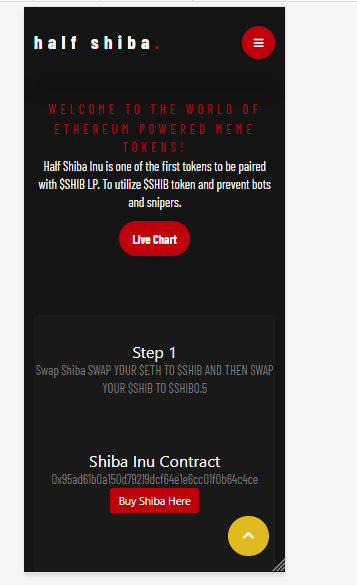 half shiba.
WELCOME TO THE WORLD OF
ETHEREUM POWERED MEME
TOKENS!
Half Shiba Inu is one of the first tokens to be paired
with $SHIB LP. To utilize $SHIB token and prevent bots
and snipers.
Live Chart
Step 1
Swap Shiba SWAP YOUR $ETH TO $SHIB AND THEN SWAP
YOUR $SHIB TO $SHIB0.5
Shiba Inu Contract
0x95ad61b0a150d79219dcf64e1e6cc01f0b64c4ce
Buy Shiba Here